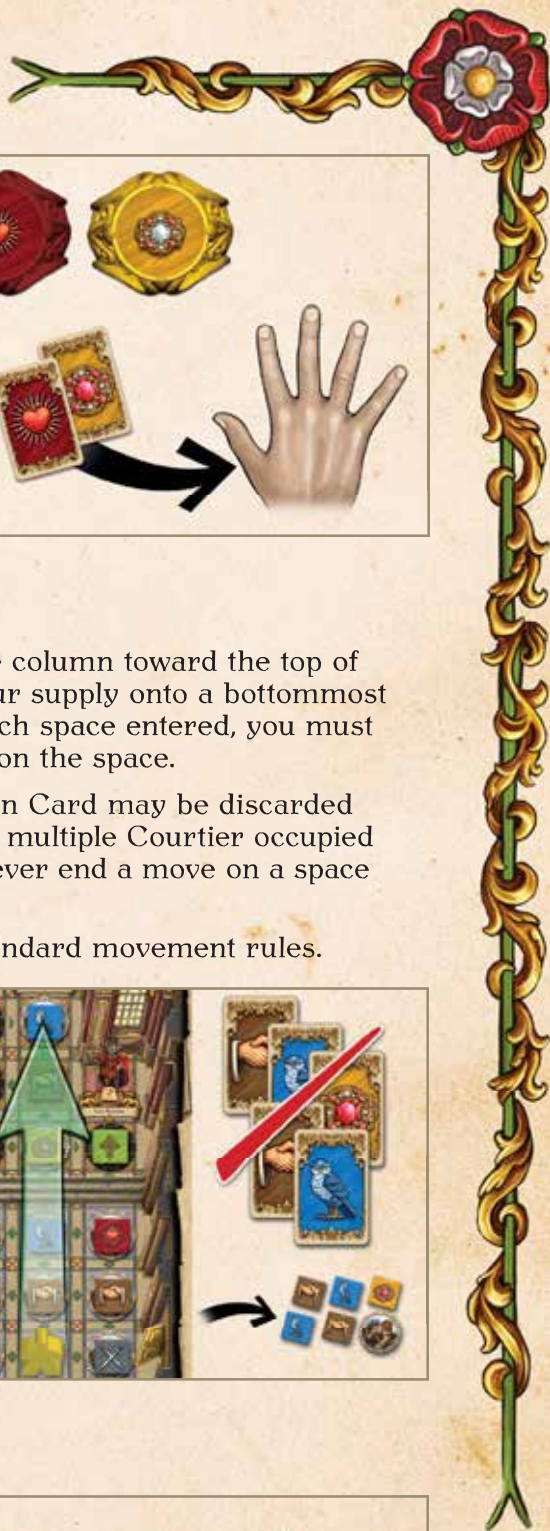 column toward the top of
ur supply onto a bottommost
ch space entered, you must
on the space.
n Card may be discarded
multiple Courtier occupied
ever end a move on a space
ndard movement rules.